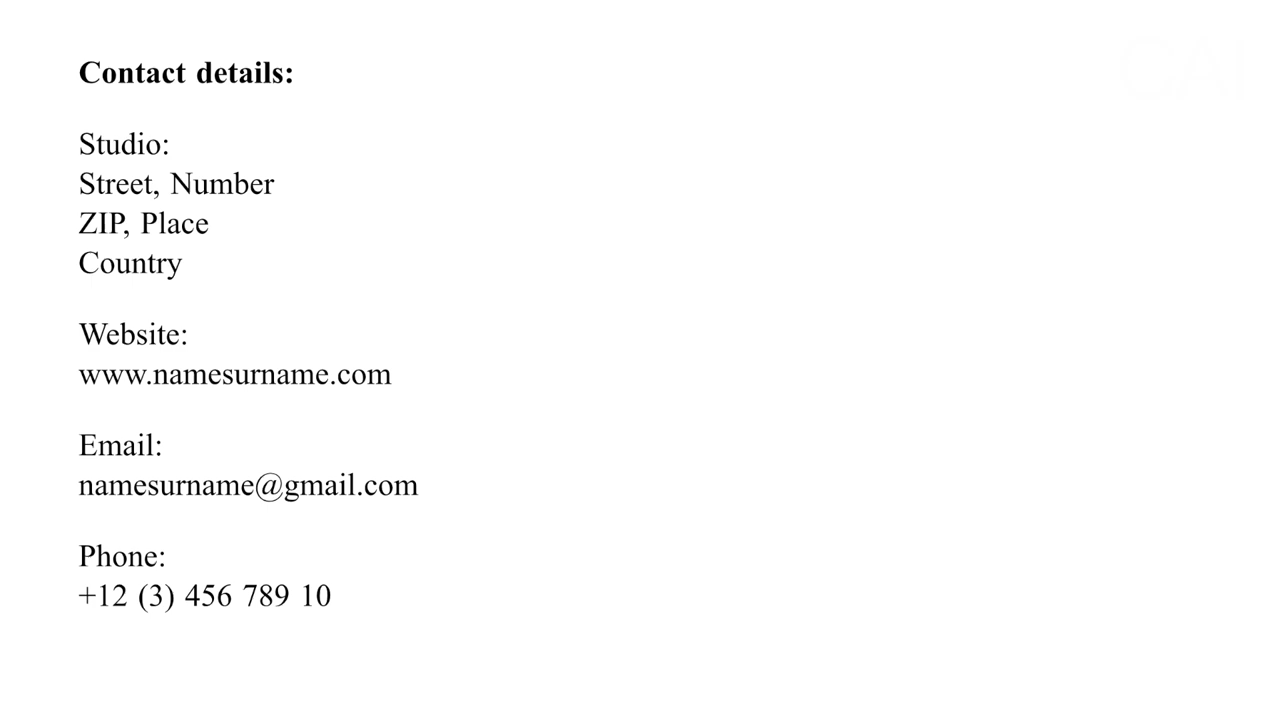 CAI
Contact details:
Studio:
Street, Number
ZIP, Place
Country
Website:
www.namesurname.com
Email:
namesurname@gmail.com
Phone:
+12 (3) 456 789 10